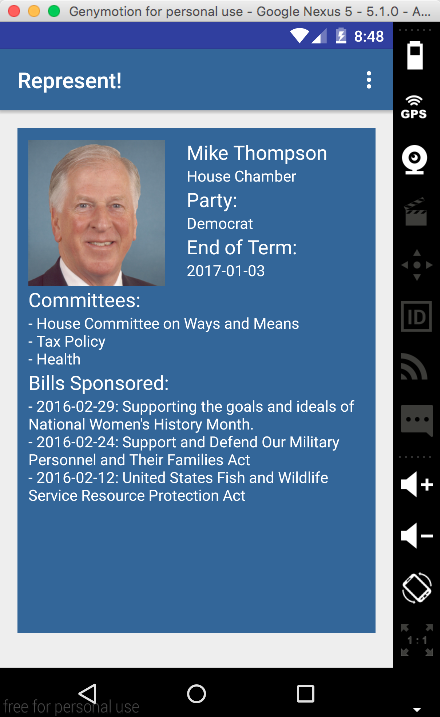 Genymotion for personal use - Google Nexus 5 - 5.1.0 - A...
8:48
Represent!
GPS
Mike Thompson
House Chamber
Party:
Democrat
End of Term:
2017-01-03
ID
Committees:
- House Committee on Ways and Means
- Tax Policy
- Health
Bills Sponsored:
- 2016-02-29: Supporting the goals and ideals of
National Women's History Month.
- 2016-02-24: Support and Defend Our Military
Personnel and Their Families Act
- 2016-02-12: United States Fish and Wildlife
Service Resource Protection Act
1:1
free for personal use